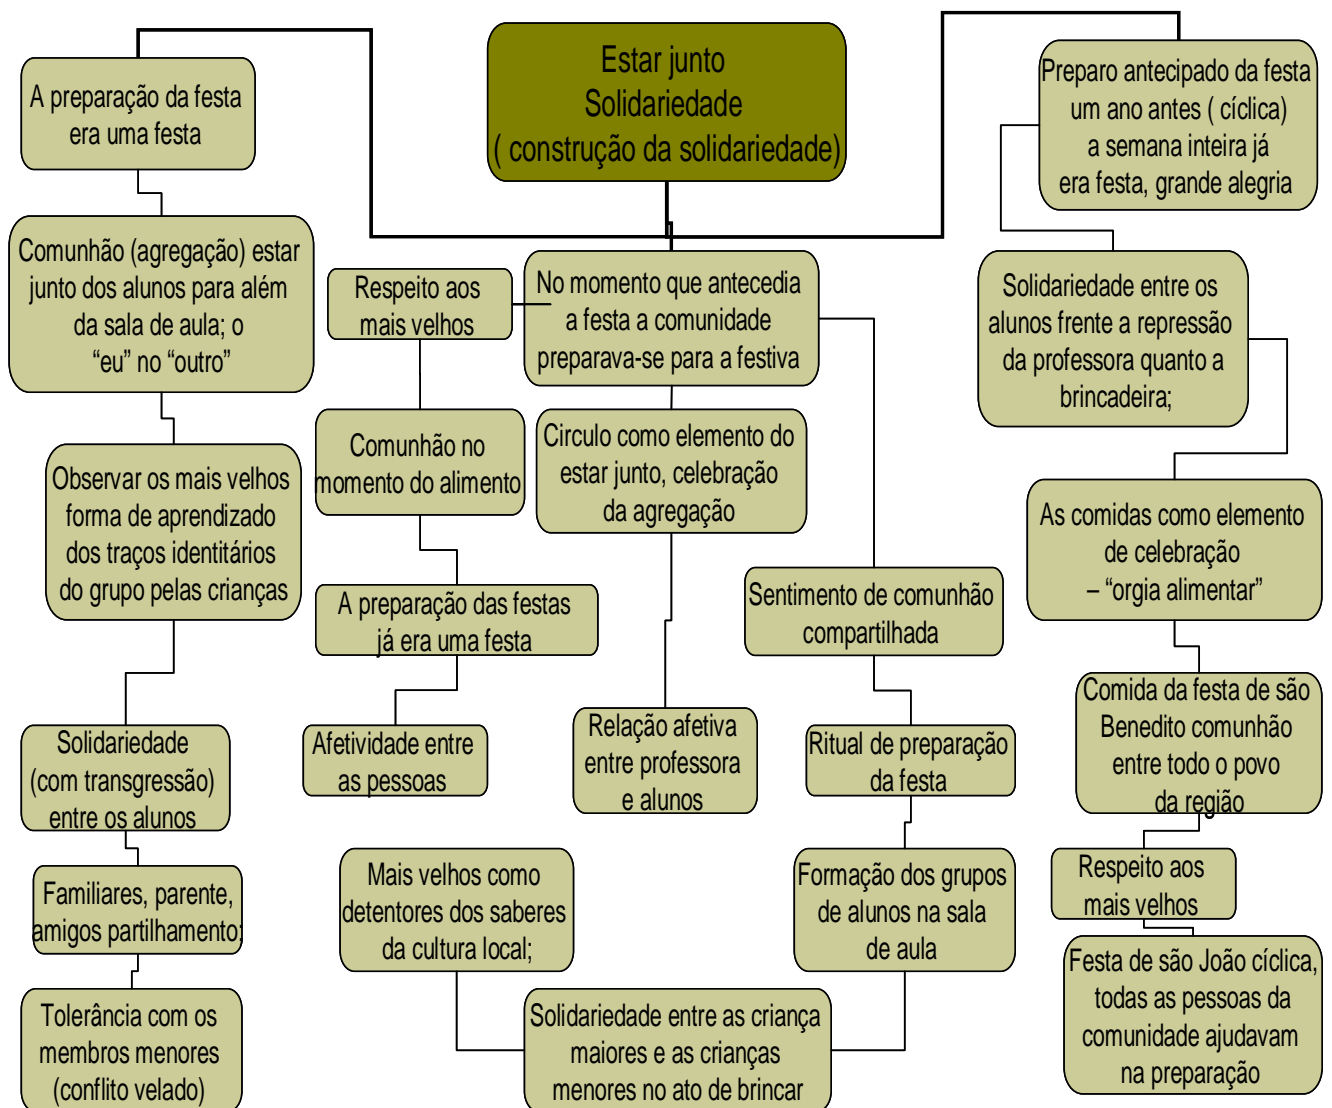 Estar junto
Solidariedade
( construção da solidariedade)
A preparação da festa
era uma festa
Comunhão (agregação) estar
junto dos alunos para além
da sala de aula; o
“eu” no “outro”
Observar os mais velhos
forma de aprendizado
dos traços identitários
do grupo pelas crianças
Solidariedade
(com transgressão)
entre os alunos
Familiares, parente,
amigos partilhamento;
Tolerância com os
membros menores
(conflito velado)
Respeito aos
mais velhos
Comunhão no
momento do alimento
A preparação das festas
já era uma festa
Afetividade entre
as pessoas
No momento que antecedia
a festa a comunidade
preparava-se para a festiva
Circulo como elemento do
estar junto, celebração
da agregação
Relação afetiva
entre professora
e alunos
Sentimento de comunhão
compartilhada
Ritual de preparação
da festa
Formação dos grupos
de alunos na sala
de aula
Solidariedade entre as criança
maiores e as crianças
menores no ato de brincar
Mais velhos como
detentores dos saberes
da cultura local;
Preparo antecipado da festa
um ano antes ( cíclica)
a semana inteira já
era festa, grande alegria
Solidariedade entre os
alunos frente a repressão
da professora quanto a
brincadeira;
As comidas como elemento
de celebração
– “orgia alimentar”
Comida da festa de são
Benedito comunhão
entre todo o povo
da região
Respeito aos
mais velhos
Festa de são João cíclica,
todas as pessoas da
comunidade ajudavam
na preparação